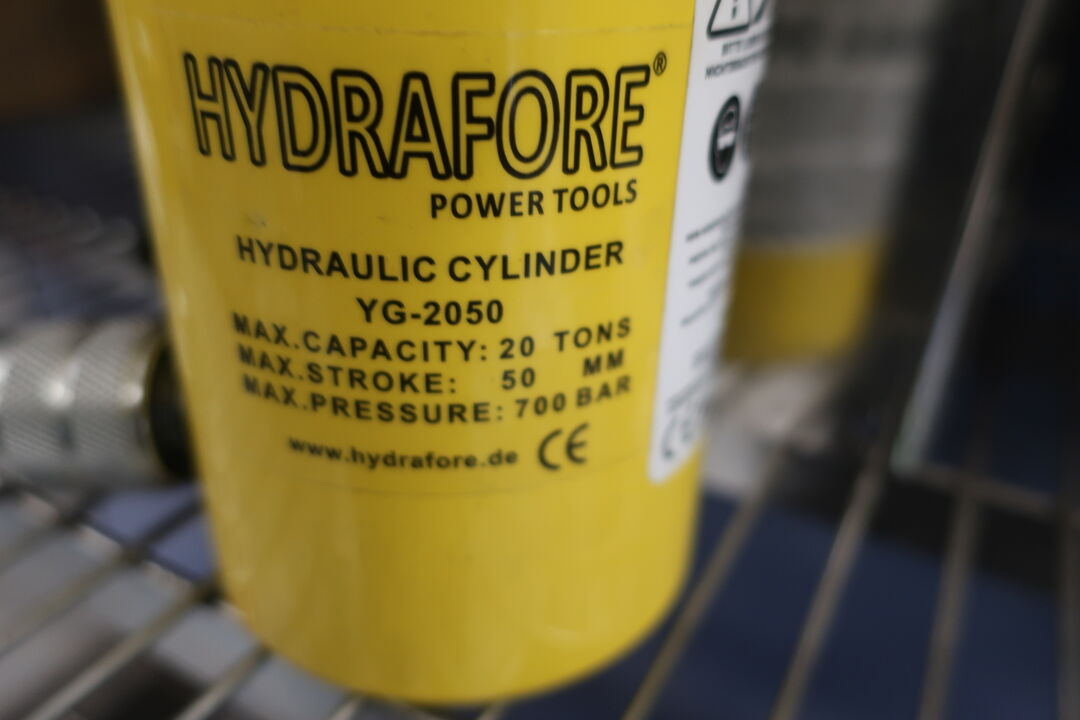 HYDRAFORE®
POWER TOOLS
HYDRAULIC CYLINDER
YG-2050
MAX.CAPACITY: 20 TONS
MAX.STROKE: 50 MM
MAX.PRESSURE: 700 BAR
www.hydrafore.de CE